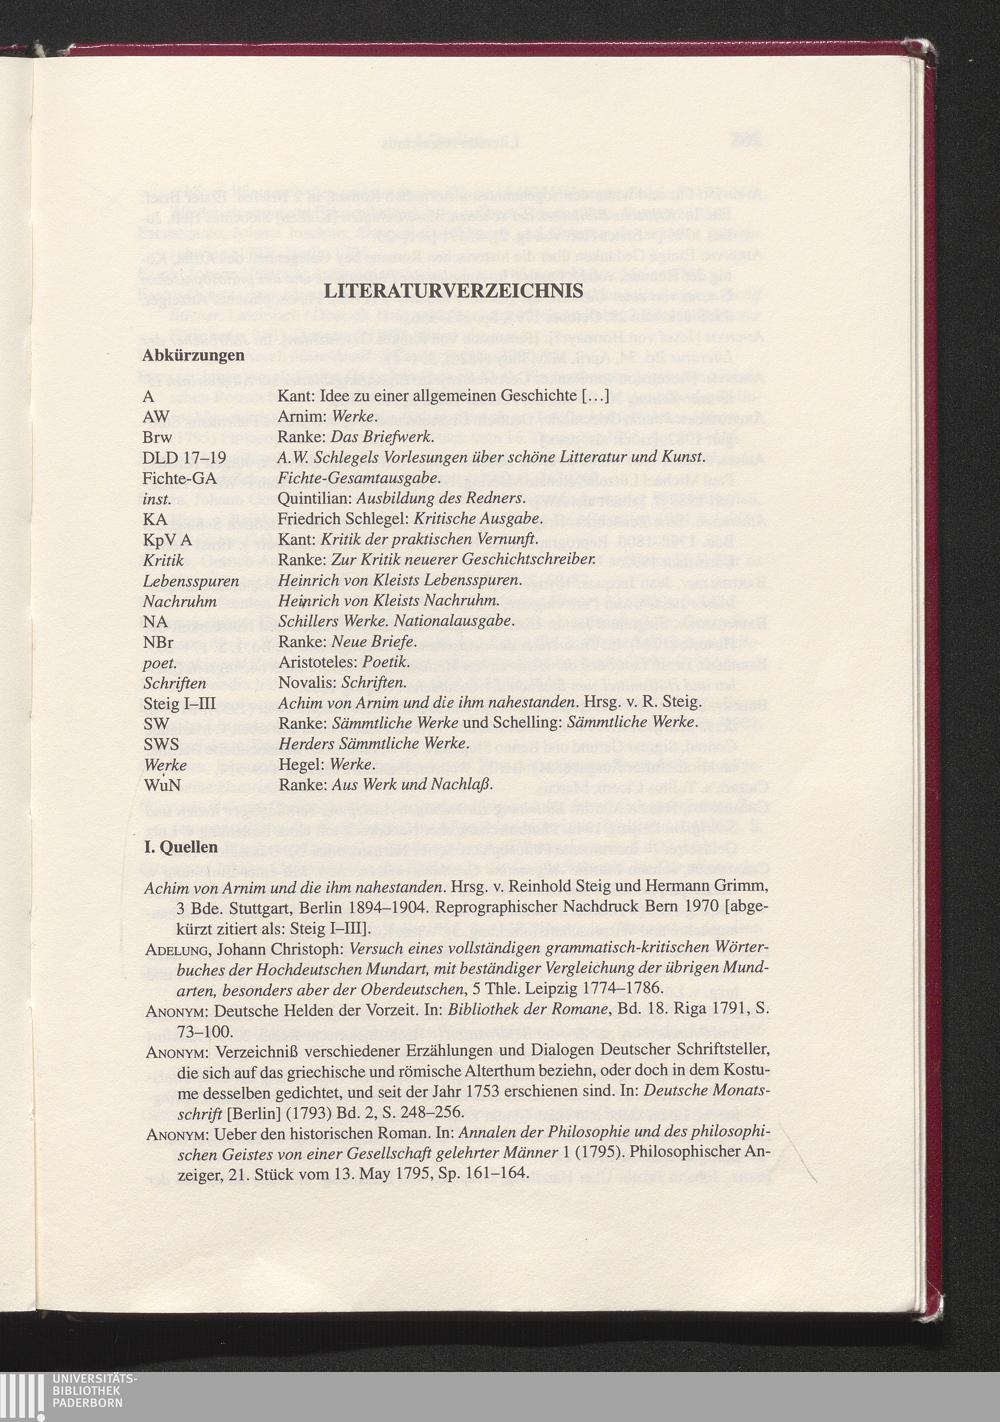 LITERATURVERZEICHNIS
Abkürzungen
A Kant: Idee zu einer allgemeinen Geschichte […]
AW Arnim: Werke.
Brw Ranke: Das Briefwerk.
DLD 17–19 A.W. Schlegels Vorlesungen über schöne Litteratur und Kunst.
Fichte-GA Fichte-Gesamtausgabe.
inst. Quintilian: Ausbildung des Redners.
KA Friedrich Schlegel: Kritische Ausgabe.
KpV A Kant: Kritik der praktischen Vernunft.
Kritik Ranke: Zur Kritik neuerer Geschichtschreiber.
Lebensspuren Heinrich von Kleists Lebensspuren.
Nachruhm Heinrich von Kleists Nachruhm.
NA Schillers Werke. Nationalausgabe.
NBr Ranke: Neue Briefe.
poet. Aristoteles: Poetik.
Schriften Novalis: Schriften.
Steig I–III Achim von Arnim und die ihm nahestanden. Hrsg. v. R. Steig.
SW Ranke: Sämmtliche Werke und Schelling: Sämmtliche Werke.
SWS Herders Sämmtliche Werke.
Werke Hegel: Werke.
WuN Ranke: Aus Werk und Nachlaß.
I. Quellen
Achim von Arnim und die ihm nahestanden. Hrsg. v. Reinhold Steig und Hermann Grimm,
3 Bde. Stuttgart, Berlin 1894–1904. Reprographischer Nachdruck Bern 1970 [abge-
kürzt zitiert als: Steig I–III].
ADELUNG, Johann Christoph: Versuch eines vollständigen grammatisch-kritischen Wörter-
buches der Hochdeutschen Mundart, mit beständiger Vergleichung der übrigen Mund-
arten, besonders aber der Oberdeutschen, 5 Thle. Leipzig 1774–1786.
ANONYM: Deutsche Helden der Vorzeit. In: Bibliothek der Romane, Bd. 18. Riga 1791, S.
73–100.
ANONYM: Verzeichniß verschiedener Erzählungen und Dialogen Deutscher Schriftsteller,
die sich auf das griechische und römische Alterthum beziehn, oder doch in dem Kostu-
me desselben gedichtet, und seit der Jahr 1753 erschienen sind. In: Deutsche Monats-
schrift [Berlin] (1793) Bd. 2, S. 248–256.
ANONYM: Ueber den historischen Roman. In: Annalen der Philosophie und des philosophi-
schen Geistes von einer Gesellschaft gelehrter Männer 1 (1795). Philosophischer An-
zeiger, 21. Stück vom 13. May 1795, Sp. 161–164.
UNIVERSITÄTS-
BIBLIOTHEK
PADERBORN